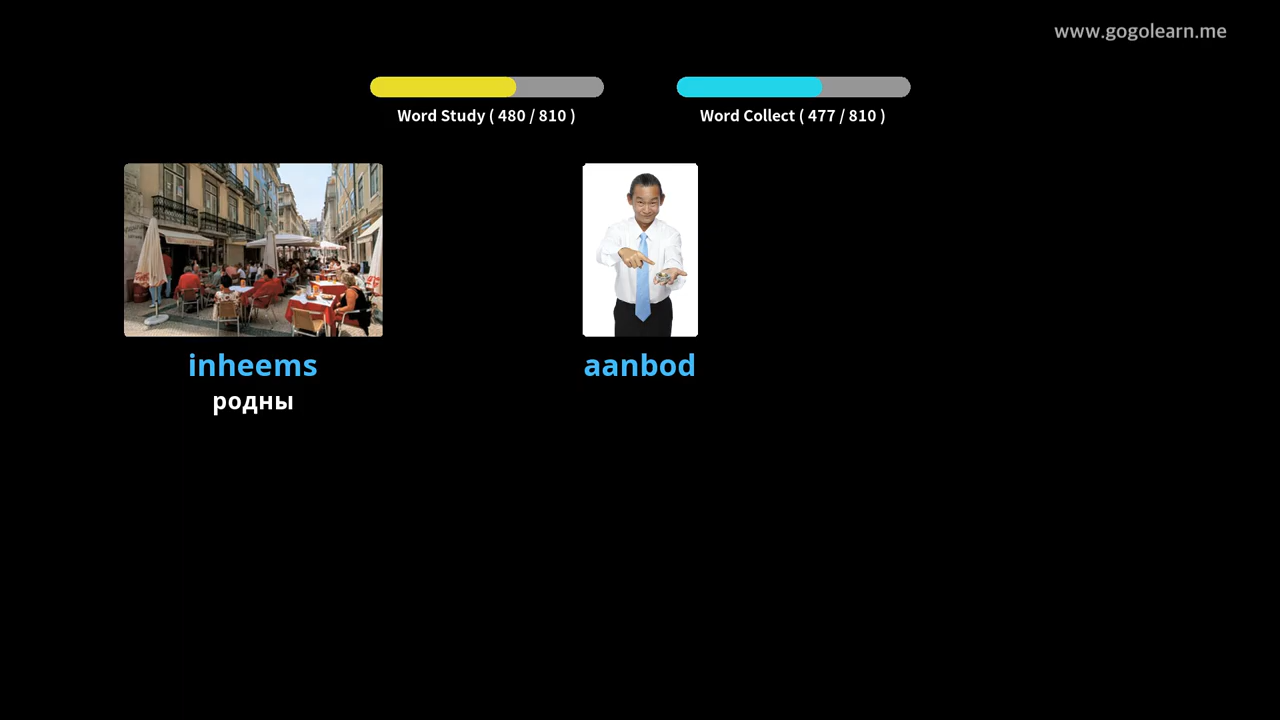 www.gogolearn.me
Word Study ( 480 / 810 )
Word Collect ( 477 / 810 )
inheems
родны
aanbod